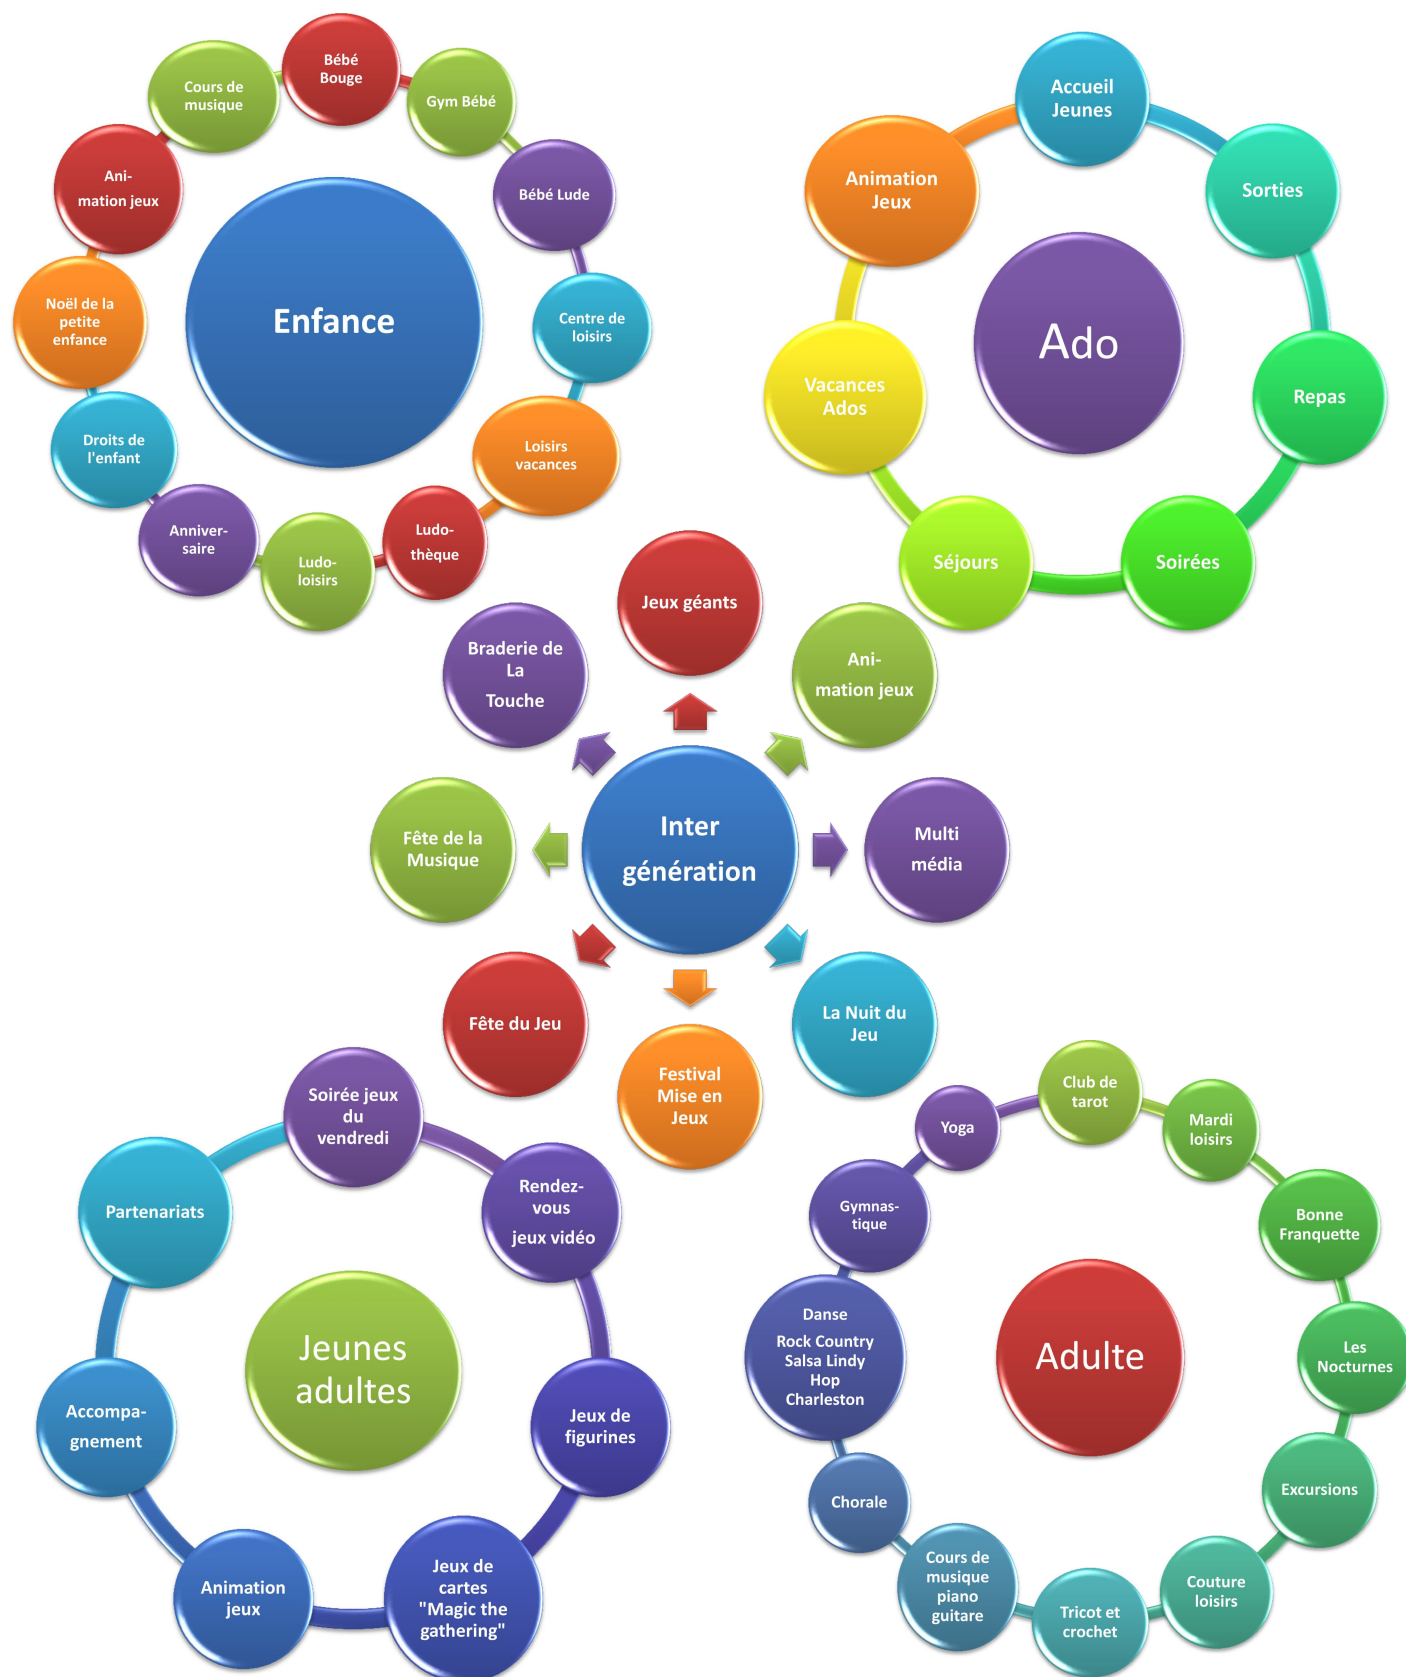 Enfance
Bébé
Bouge
Gym Bébé
Bébé Lude
Centre de
loisirs
Loisirs
vacances
Ludo-
thèque
Ludo-
loisirs
Anniver-
saire
Droits de
l'enfant
Noël de la
petite
enfance
Ani-
mation jeux
Cours de
musique
Ado
Accueil
Jeunes
Sorties
Repas
Soirées
Séjours
Vacances
Ados
Animation
Jeux
Inter
génération
Jeux géants
Ani-
mation jeux
Multi
média
La Nuit du
Jeu
Festival
Mise en
Jeux
Fête du Jeu
Fête de la
Musique
Braderie de
La
Touche
Jeunes
adultes
Soirée jeux
du
vendredi
Rendez-
vous
jeux vidéo
Jeux de
figurines
Jeux de
cartes
"Magic the
gathering"
Animation
jeux
Accompa-
gnement
Partenariats
Adulte
Club de
tarot
Mardi
loisirs
Bonne
Franquette
Les
Nocturnes
Excursions
Couture
loisirs
Tricot et
crochet
Cours de
musique
piano
guitare
Chorale
Danse
Rock Country
Salsa Lindy
Hop
Charleston
Gymnas-
tique
Yoga